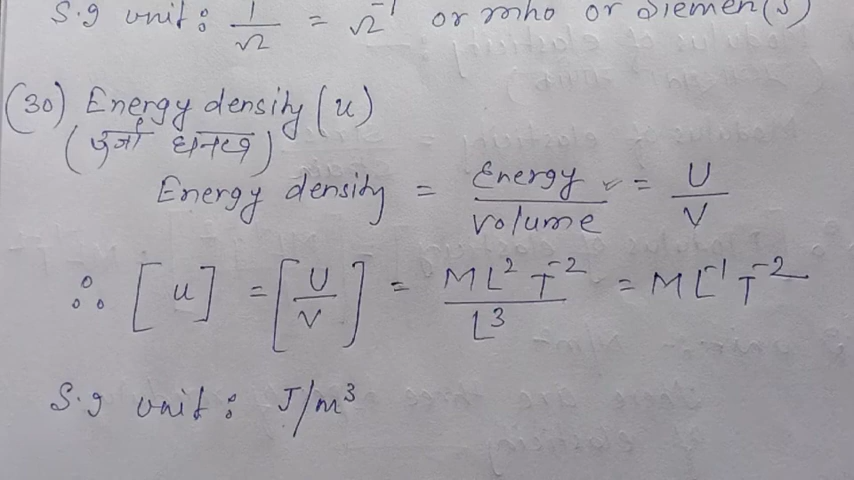 S.I unit: 1/Ω = Ω⁻¹ or mho or Siemen(S)
(30) Energy density (u)
(ऊर्जा घनत्व)
Energy density = Energy/Volume = U/V
∴ [u] = [U/V] = ML² T⁻²/L³ = ML⁻¹T⁻²
S.I unit: J/m³